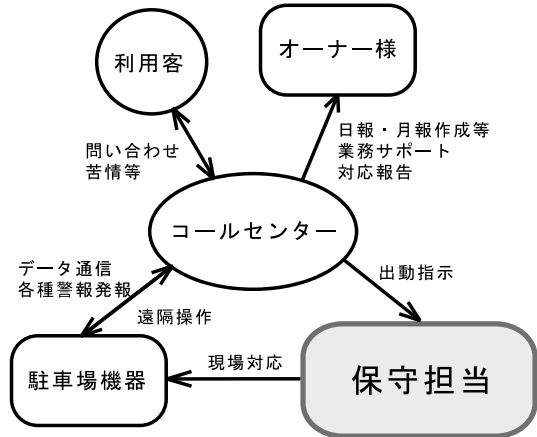 利用客
オーナー様
問い合わせ
苦情等
日報・月報作成等
業務サポート
対応報告
コールセンター
データ通信
各種警報発報
遠隔操作
出動指示
駐車場機器
現場対応
保守担当